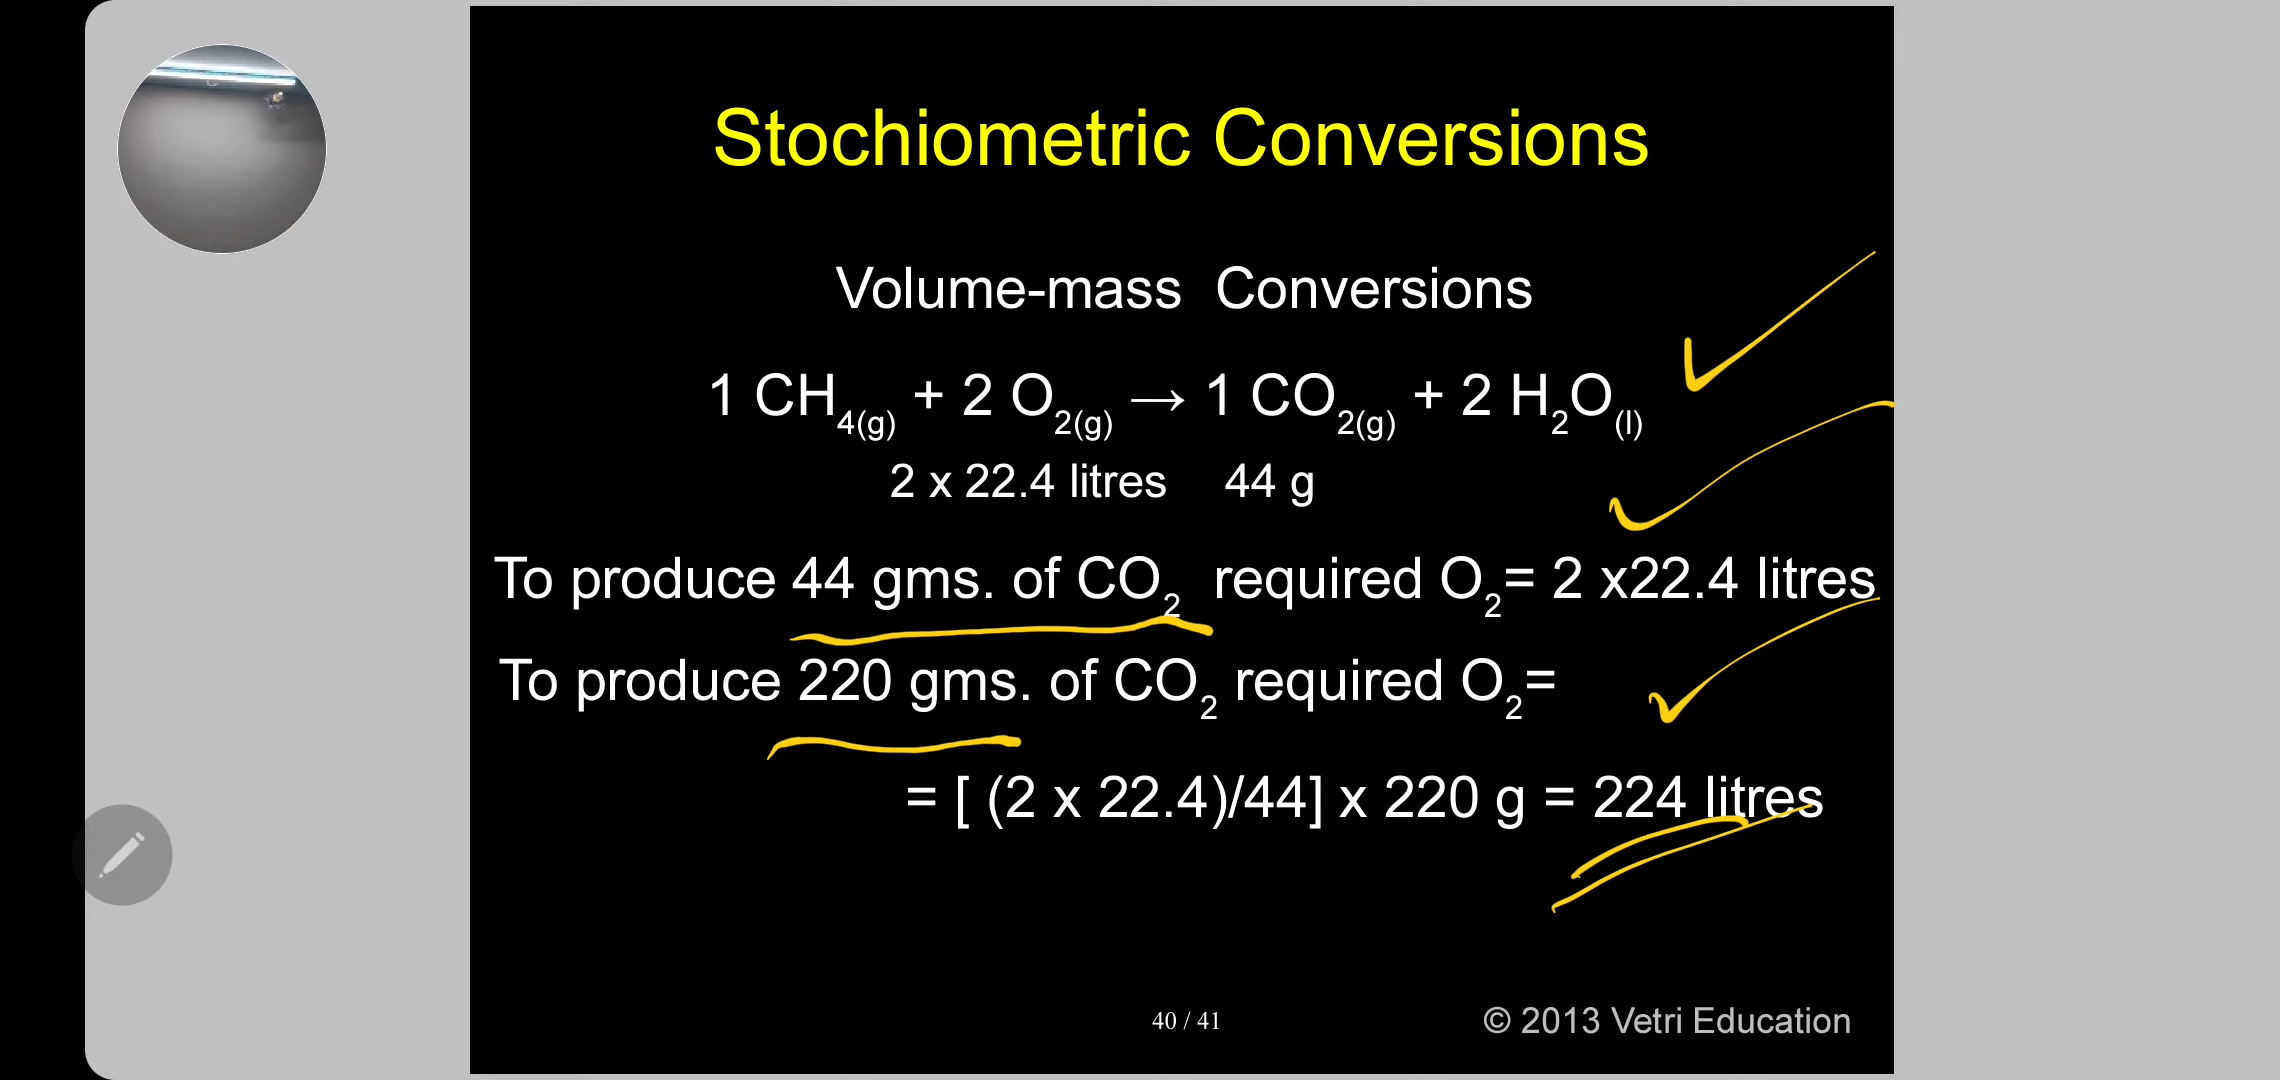 Stochiometric Conversions
Volume-mass Conversions
1 CH4(g) + 2 O2(g) → 1 CO2(g) + 2 H2O(l)
2 x 22.4 litres 44 g
To produce 44 gms. of CO2 required O2= 2 x22.4 litres
To produce 220 gms. of CO2 required O2=
= [ (2 x 22.4)/44] x 220 g = 224 litres
40 / 41
© 2013 Vetri Education